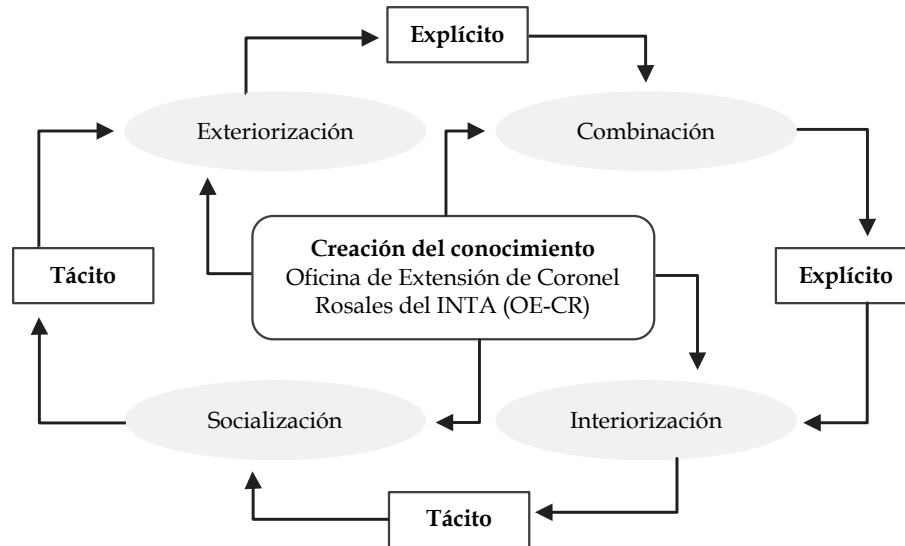 Explícito
Exteriorización
Combinación
Creación del conocimiento
Oficina de Extensión de Coronel
Rosales del INTA (OE-CR)
Tácito
Explícito
Socialización
Interiorización
Tácito